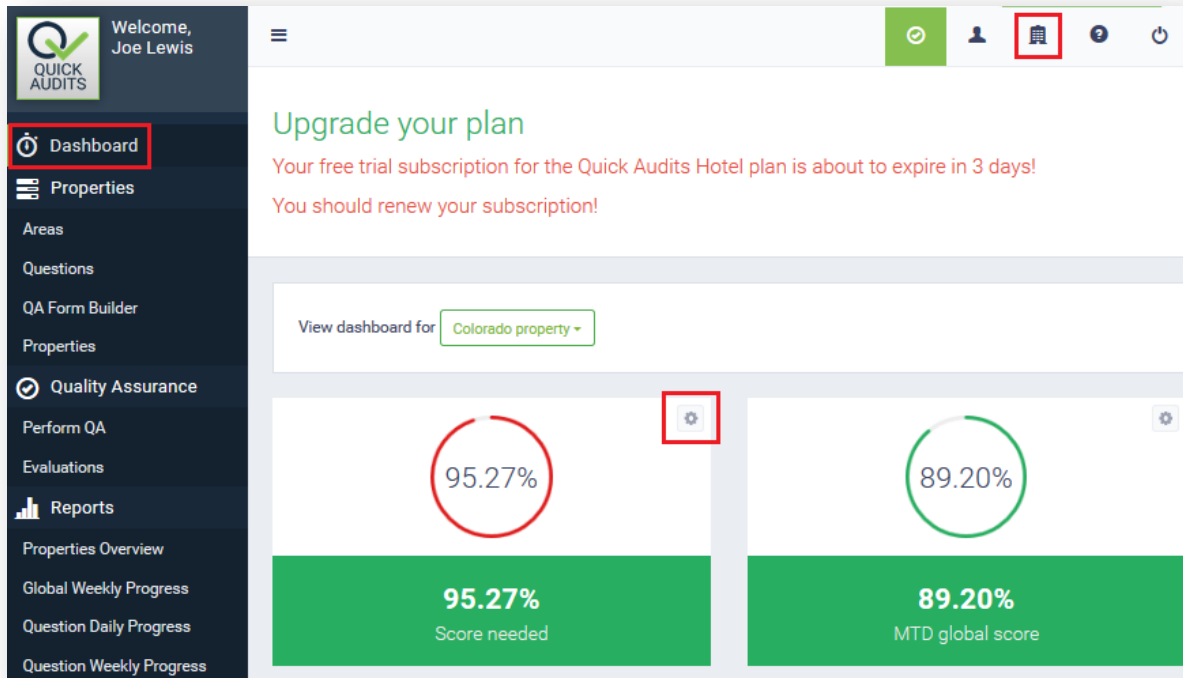 Welcome,
Joe Lewis
QUICK
AUDITS
Dashboard
Properties
Areas
Questions
QA Form Builder
Properties
Quality Assurance
Perform QA
Evaluations
Reports
Properties Overview
Global Weekly Progress
Question Daily Progress
Question Weekly Progress
Upgrade your plan
Your free trial subscription for the Quick Audits Hotel plan is about to expire in 3 days!
You should renew your subscription!
View dashboard for Colorado property
95.27%
95.27%
Score needed
89.20%
89.20%
MTD global score